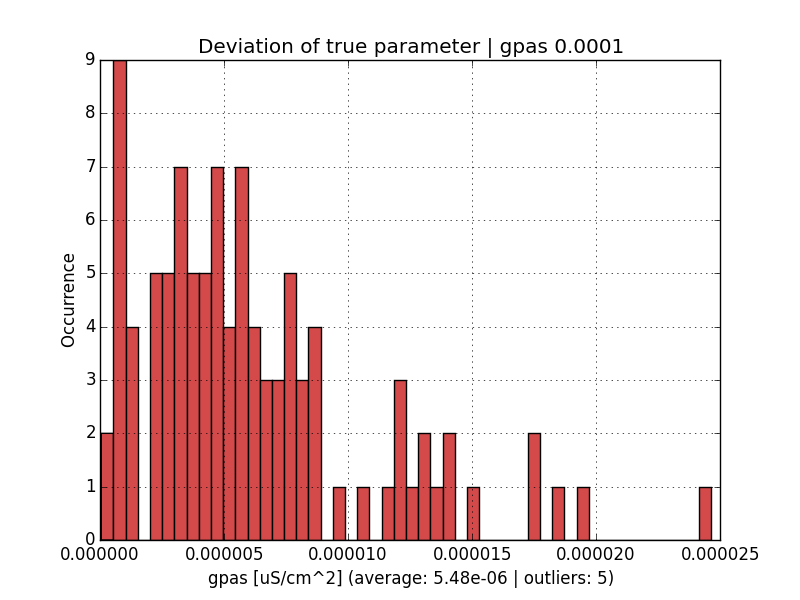 Deviation of true parameter | gpas 0.0001
9
8
7
6
5
4
3
2
1
0
Occurrence
0.000000 0.000005 0.000010 0.000015 0.000020 0.000025
gpas [uS/cm^2] (average: 5.48e-06 | outliers: 5)